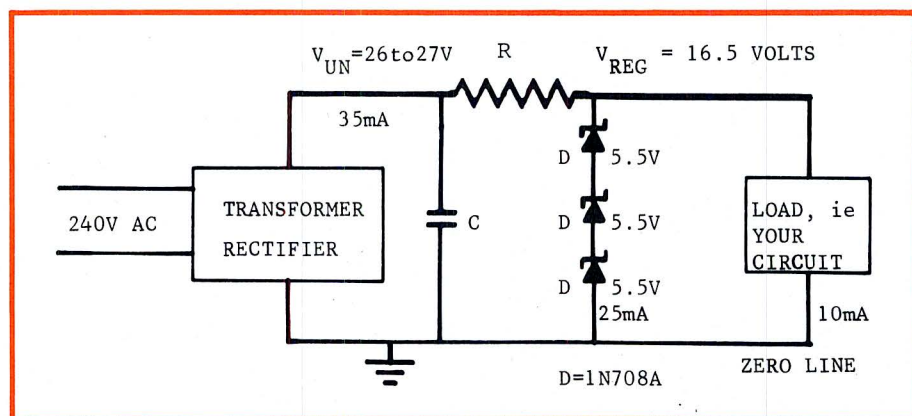 V_UN=26to27V
R
V_REG = 16.5 VOLTS
35mA
D 5.5V
240V AC
TRANSFORMER
RECTIFIER
C
D 5.5V
LOAD, ie
YOUR
CIRCUIT
D 5.5V
25mA
10mA
ZERO LINE
D=1N708A